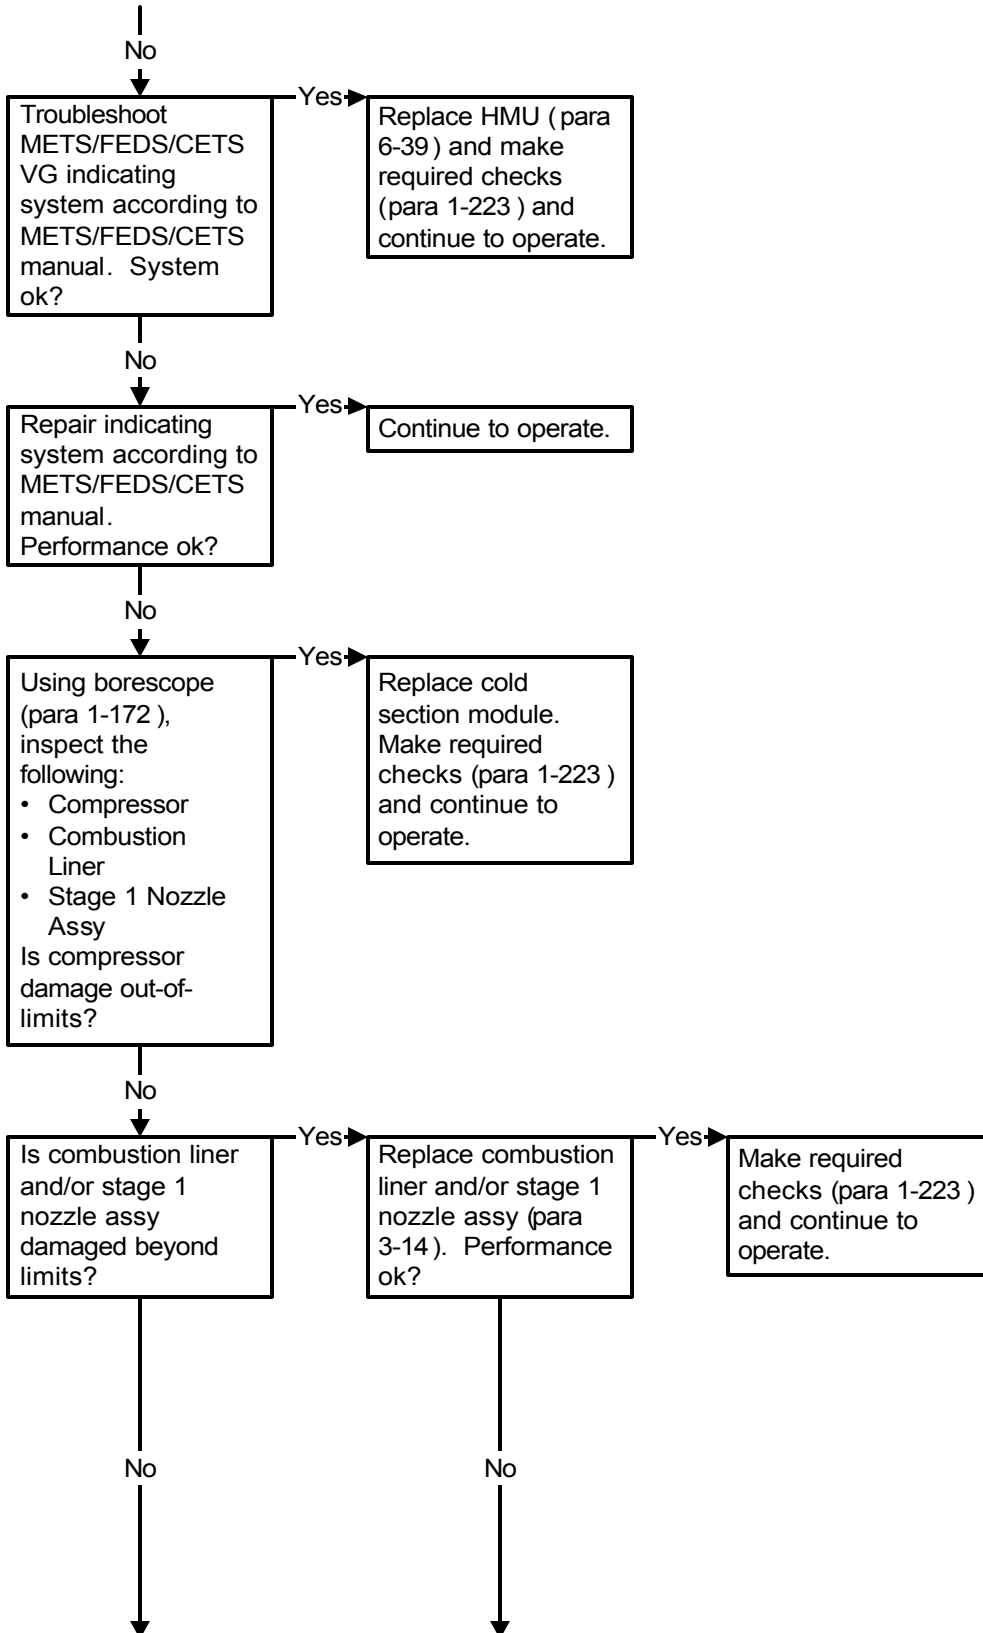 No
Troubleshoot
METS/FEDS/CETS
VG indicating
system according to
METS/FEDS/CETS
manual. System
ok?
Yes
Replace HMU (para
6-39) and make
required checks
(para 1-223) and
continue to operate.
No
Repair indicating
system according to
METS/FEDS/CETS
manual.
Performance ok?
Yes
Continue to operate.
No
Using borescope
(para 1-172),
inspect the
following:
• Compressor
• Combustion
Liner
• Stage 1 Nozzle
Assy
Is compressor
damage out-of-
limits?
Yes
Replace cold
section module.
Make required
checks (para 1-223)
and continue to
operate.
No
Is combustion liner
and/or stage 1
nozzle assy
damaged beyond
limits?
Yes
Replace combustion
liner and/or stage 1
nozzle assy (para
3-14). Performance
ok?
Yes
Make required
checks (para 1-223)
and continue to
operate.
No
No